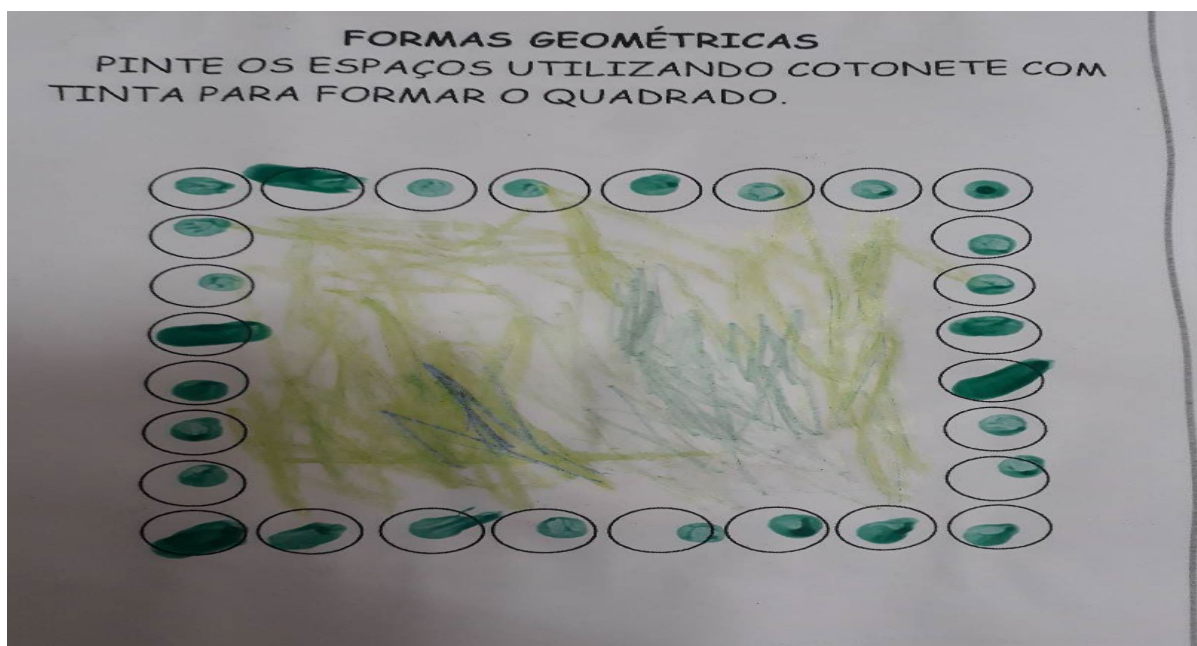 FORMAS GEOMÉTRICAS
PINTE OS ESPAÇOS UTILIZANDO COTONETE COM
TINTA PARA FORMAR O QUADRADO.